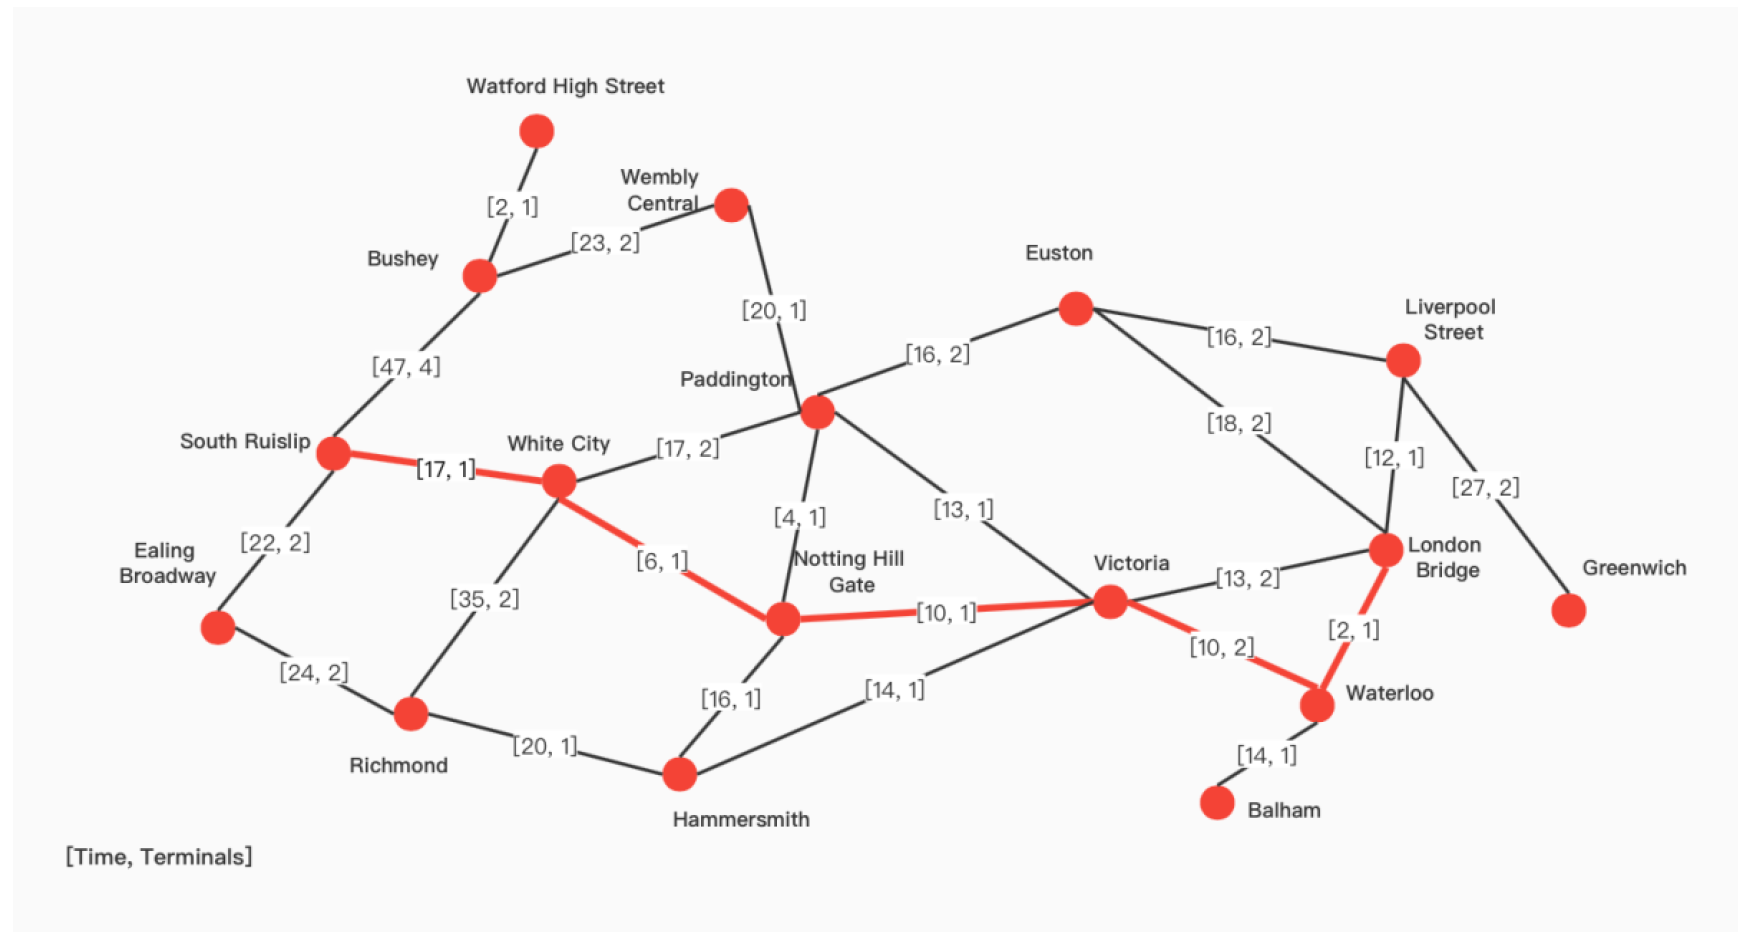 Watford High Street
Wembly
Central
[2, 1]
[23, 2]
Bushey
Euston
[20, 1]
Liverpool
Street
[16, 2]
[16, 2]
[47, 4]
Paddington
[18, 2]
South Ruislip
White City
[17, 2]
[12, 1]
[17, 1]
[27, 2]
[4, 1]
[13, 1]
[22, 2]
Ealing
Broadway
[6, 1]
Notting Hill
Gate
Victoria
London
Bridge
Greenwich
[13, 2]
[35, 2]
[10, 1]
[2, 1]
[10, 2]
[24, 2]
[16, 1]
[14, 1]
Waterloo
[20, 1]
[14, 1]
Richmond
Hammersmith
Balham
[Time, Terminals]